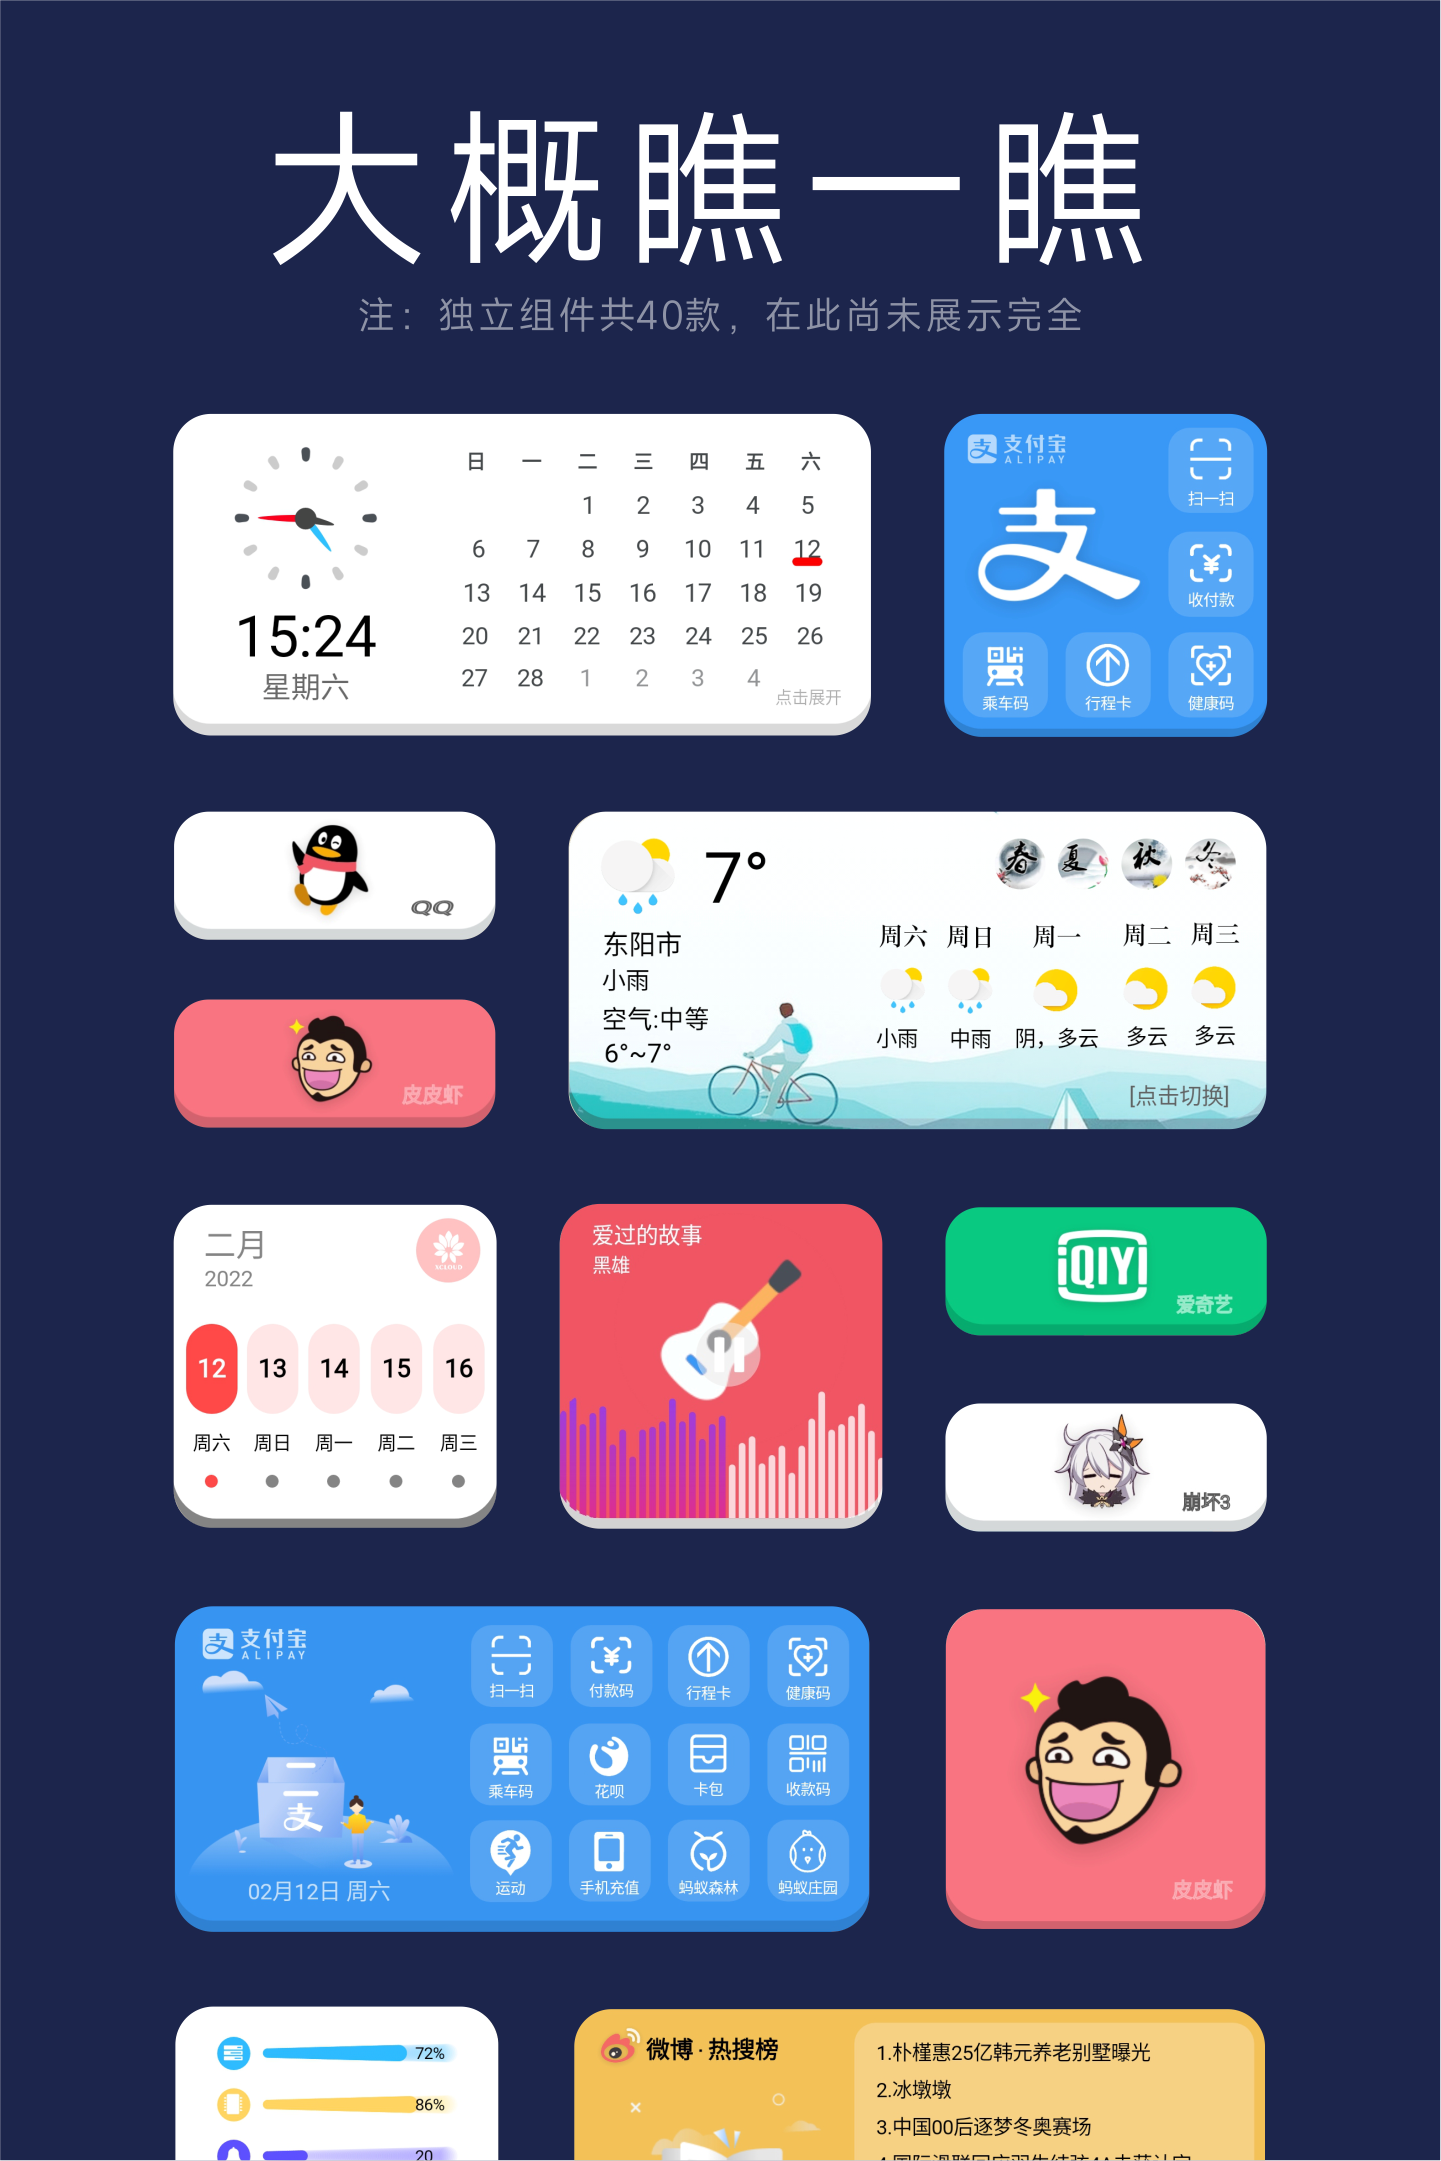 大概瞧一瞧
注：独立组件共40款，在此尚未展示完全
日 一 二 三 四 五 六
1 2 3 4 5
6 7 8 9 10 11 12
13 14 15 16 17 18 19
20 21 22 23 24 25 26
27 28 1 2 3 4
15:24
星期六
点击展开
支付宝
ALIPAY
支
扫一扫
收付款
乘车码 行程卡 健康码
QQ
皮皮虾
7°
春 夏 秋 冬
东阳市
小雨
空气:中等
6°~7°
周六 周日 周一 周二 周三
小雨 中雨 阴，多云 多云 多云
[点击切换]
二月
2022
SCLOUD
12 13 14 15 16
周六 周日 周一 周二 周三
爱过的故事
黑雄
iQIYI
爱奇艺
崩坏3
支付宝
ALIPAY
支
02月12日 周六
扫一扫 付款码 行程卡 健康码
乘车码 花呗 卡包 收款码
运动 手机充值 蚂蚁森林 蚂蚁庄园
皮皮虾
72%
86%
20
微博·热搜榜
1.朴槿惠25亿韩元养老别墅曝光
2.冰墩墩
3.中国00后逐梦冬奥赛场